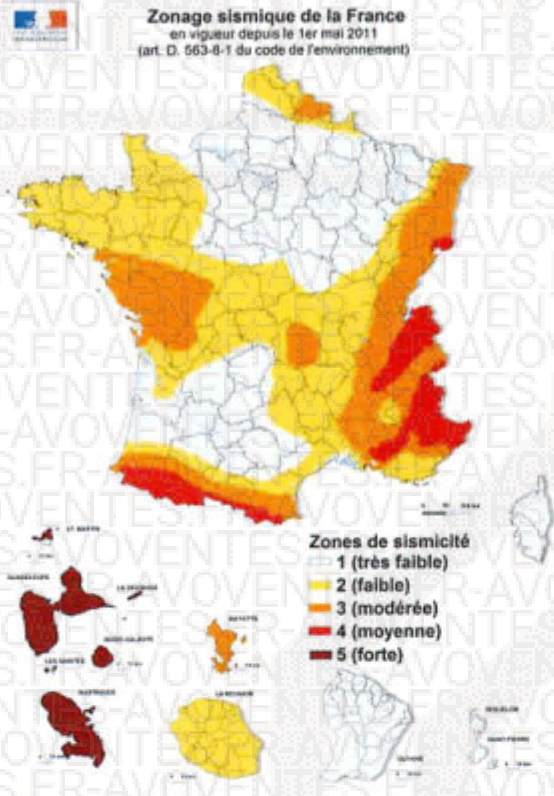 Zonage sismique de la France
en vigueur depuis le 1er mai 2011
(art. D. 563-8-1 du code de l'environnement)
Zones de sismicité
1 (très faible)
2 (faible)
3 (modérée)
4 (moyenne)
5 (forte)
ST MARTIN
GUADELOUPE
LA DESIRADE
MARIE-GALANTE
LES SAINTES
MAYOTTE
MARTINIQUE
LA REUNION
GUYANE
MIQUELON
SAINT-PIERRE